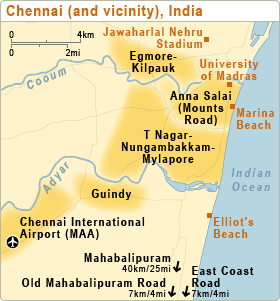 Chennai (and vicinity), India
0 4km
0 2mi
Jawaharlal Nehru
Stadium
Egmore-
Kilpauk
University
of Madras
Cooum
Anna Salai
(Mounts
Road)
Marina
Beach
T Nagar-
Nungambakkam-
Mylapore
Indian
Ocean
Adyar
Guindy
Chennai International
Airport (MAA)
Elliot's
Beach
Mahabalipuram
40km/25mi
East Coast
Road
7km/4mi
Old Mahabalipuram Road
7km/4mi